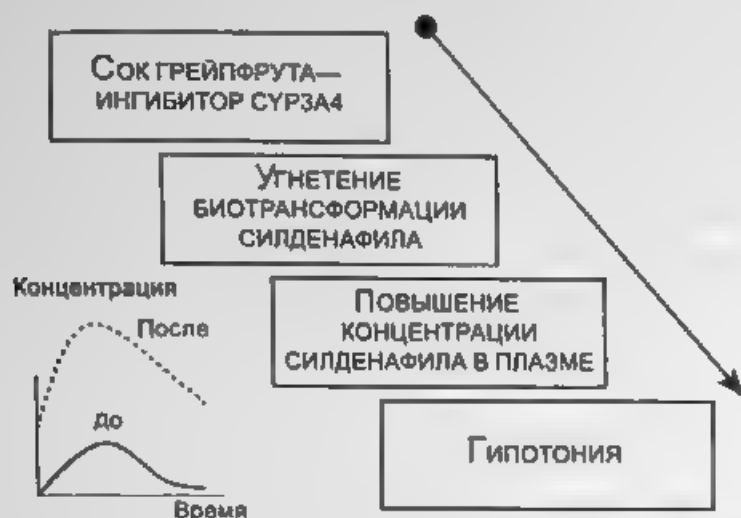 Сок грейпфрута—
ингибитор CYP3A4
Угнетение
биотрансформации
силденафила
Повышение
концентрации
силденафила в плазме
Гипотония
Концентрация
После
До
Время